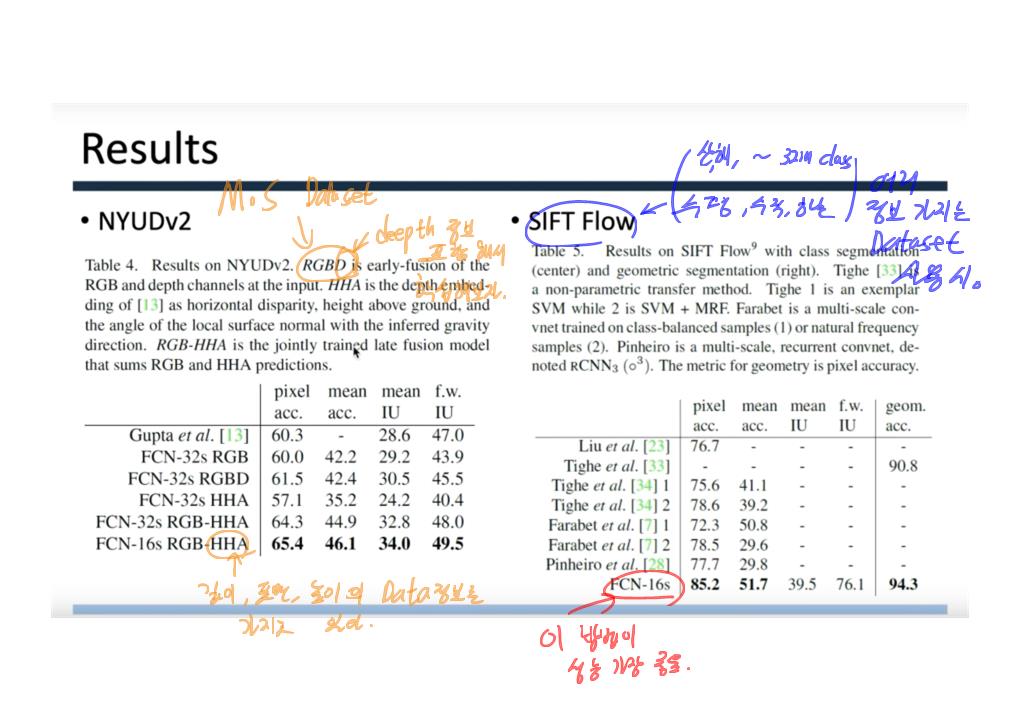 Results
M.S Dataset
deepth 정보
포함 해서
학습해보자.
• NYUDv2
Table 4. Results on NYUDv2. RGBD is early-fusion of the
RGB and depth channels at the input. HHA is the depth embed-
ding of [13] as horizontal disparity, height above ground, and
the angle of the local surface normal with the inferred gravity
direction. RGB-HHA is the jointly trained late fusion model
that sums RGB and HHA predictions.
pixel mean mean f.w.
acc. acc. IU IU
Gupta et al. [13] 60.3 - 28.6 47.0
FCN-32s RGB 60.0 42.2 29.2 43.9
FCN-32s RGBD 61.5 42.4 30.5 45.5
FCN-32s HHA 57.1 35.2 24.2 40.4
FCN-32s RGB-HHA 64.3 44.9 32.8 48.0
FCN-16s RGB-HHA 65.4 46.1 34.0 49.5
깊이, 표면, 높이의 Data정보를
가지고 있어.
~ 32개 class
수평, 수직, 하늘
여러
정보 가지는
Dataset
사용 시.
• SIFT Flow
Table 5. Results on SIFT Flow9 with class segmentation
(center) and geometric segmentation (right). Tighe [33] is
a non-parametric transfer method. Tighe 1 is an exemplar
SVM while 2 is SVM + MRF. Farabet is a multi-scale con-
vnet trained on class-balanced samples (1) or natural frequency
samples (2). Pinheiro is a multi-scale, recurrent convnet, de-
noted RCNN3 (o3). The metric for geometry is pixel accuracy.
pixel mean mean f.w. geom.
acc. acc. IU IU acc.
Liu et al. [23] 76.7 - - - -
Tighe et al. [33] - - - - 90.8
Tighe et al. [34] 1 75.6 41.1 - - -
Tighe et al. [34] 2 78.6 39.2 - - -
Farabet et al. [7] 1 72.3 50.8 - - -
Farabet et al. [7] 2 78.5 29.6 - - -
Pinheiro et al. [28] 77.7 29.8 - - -
FCN-16s 85.2 51.7 39.5 76.1 94.3
이 방법이
성능 가장 좋음.